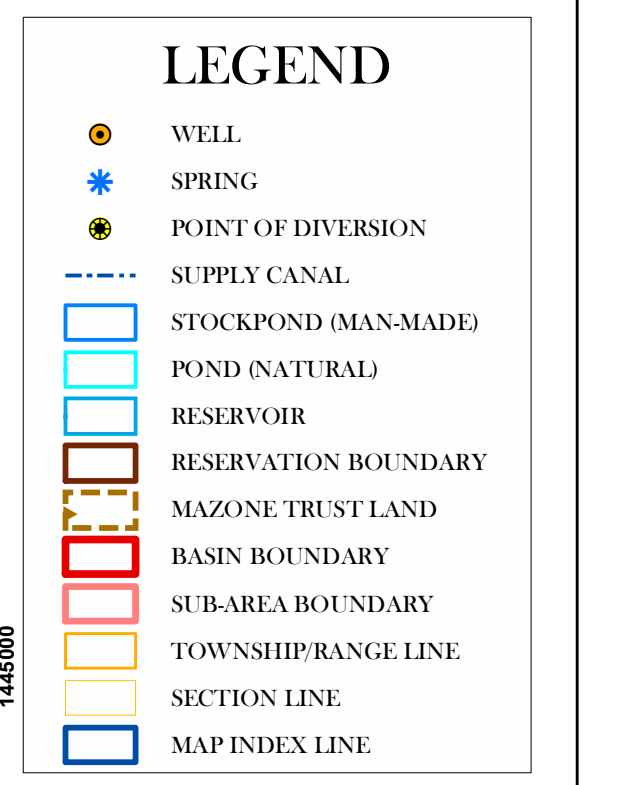 LEGEND
WELL
SPRING
POINT OF DIVERSION
SUPPLY CANAL
STOCKPOND (MAN-MADE)
POND (NATURAL)
RESERVOIR
RESERVATION BOUNDARY
MAZONE TRUST LAND
BASIN BOUNDARY
SUB-AREA BOUNDARY
TOWNSHIP/RANGE LINE
SECTION LINE
MAP INDEX LINE
1445000